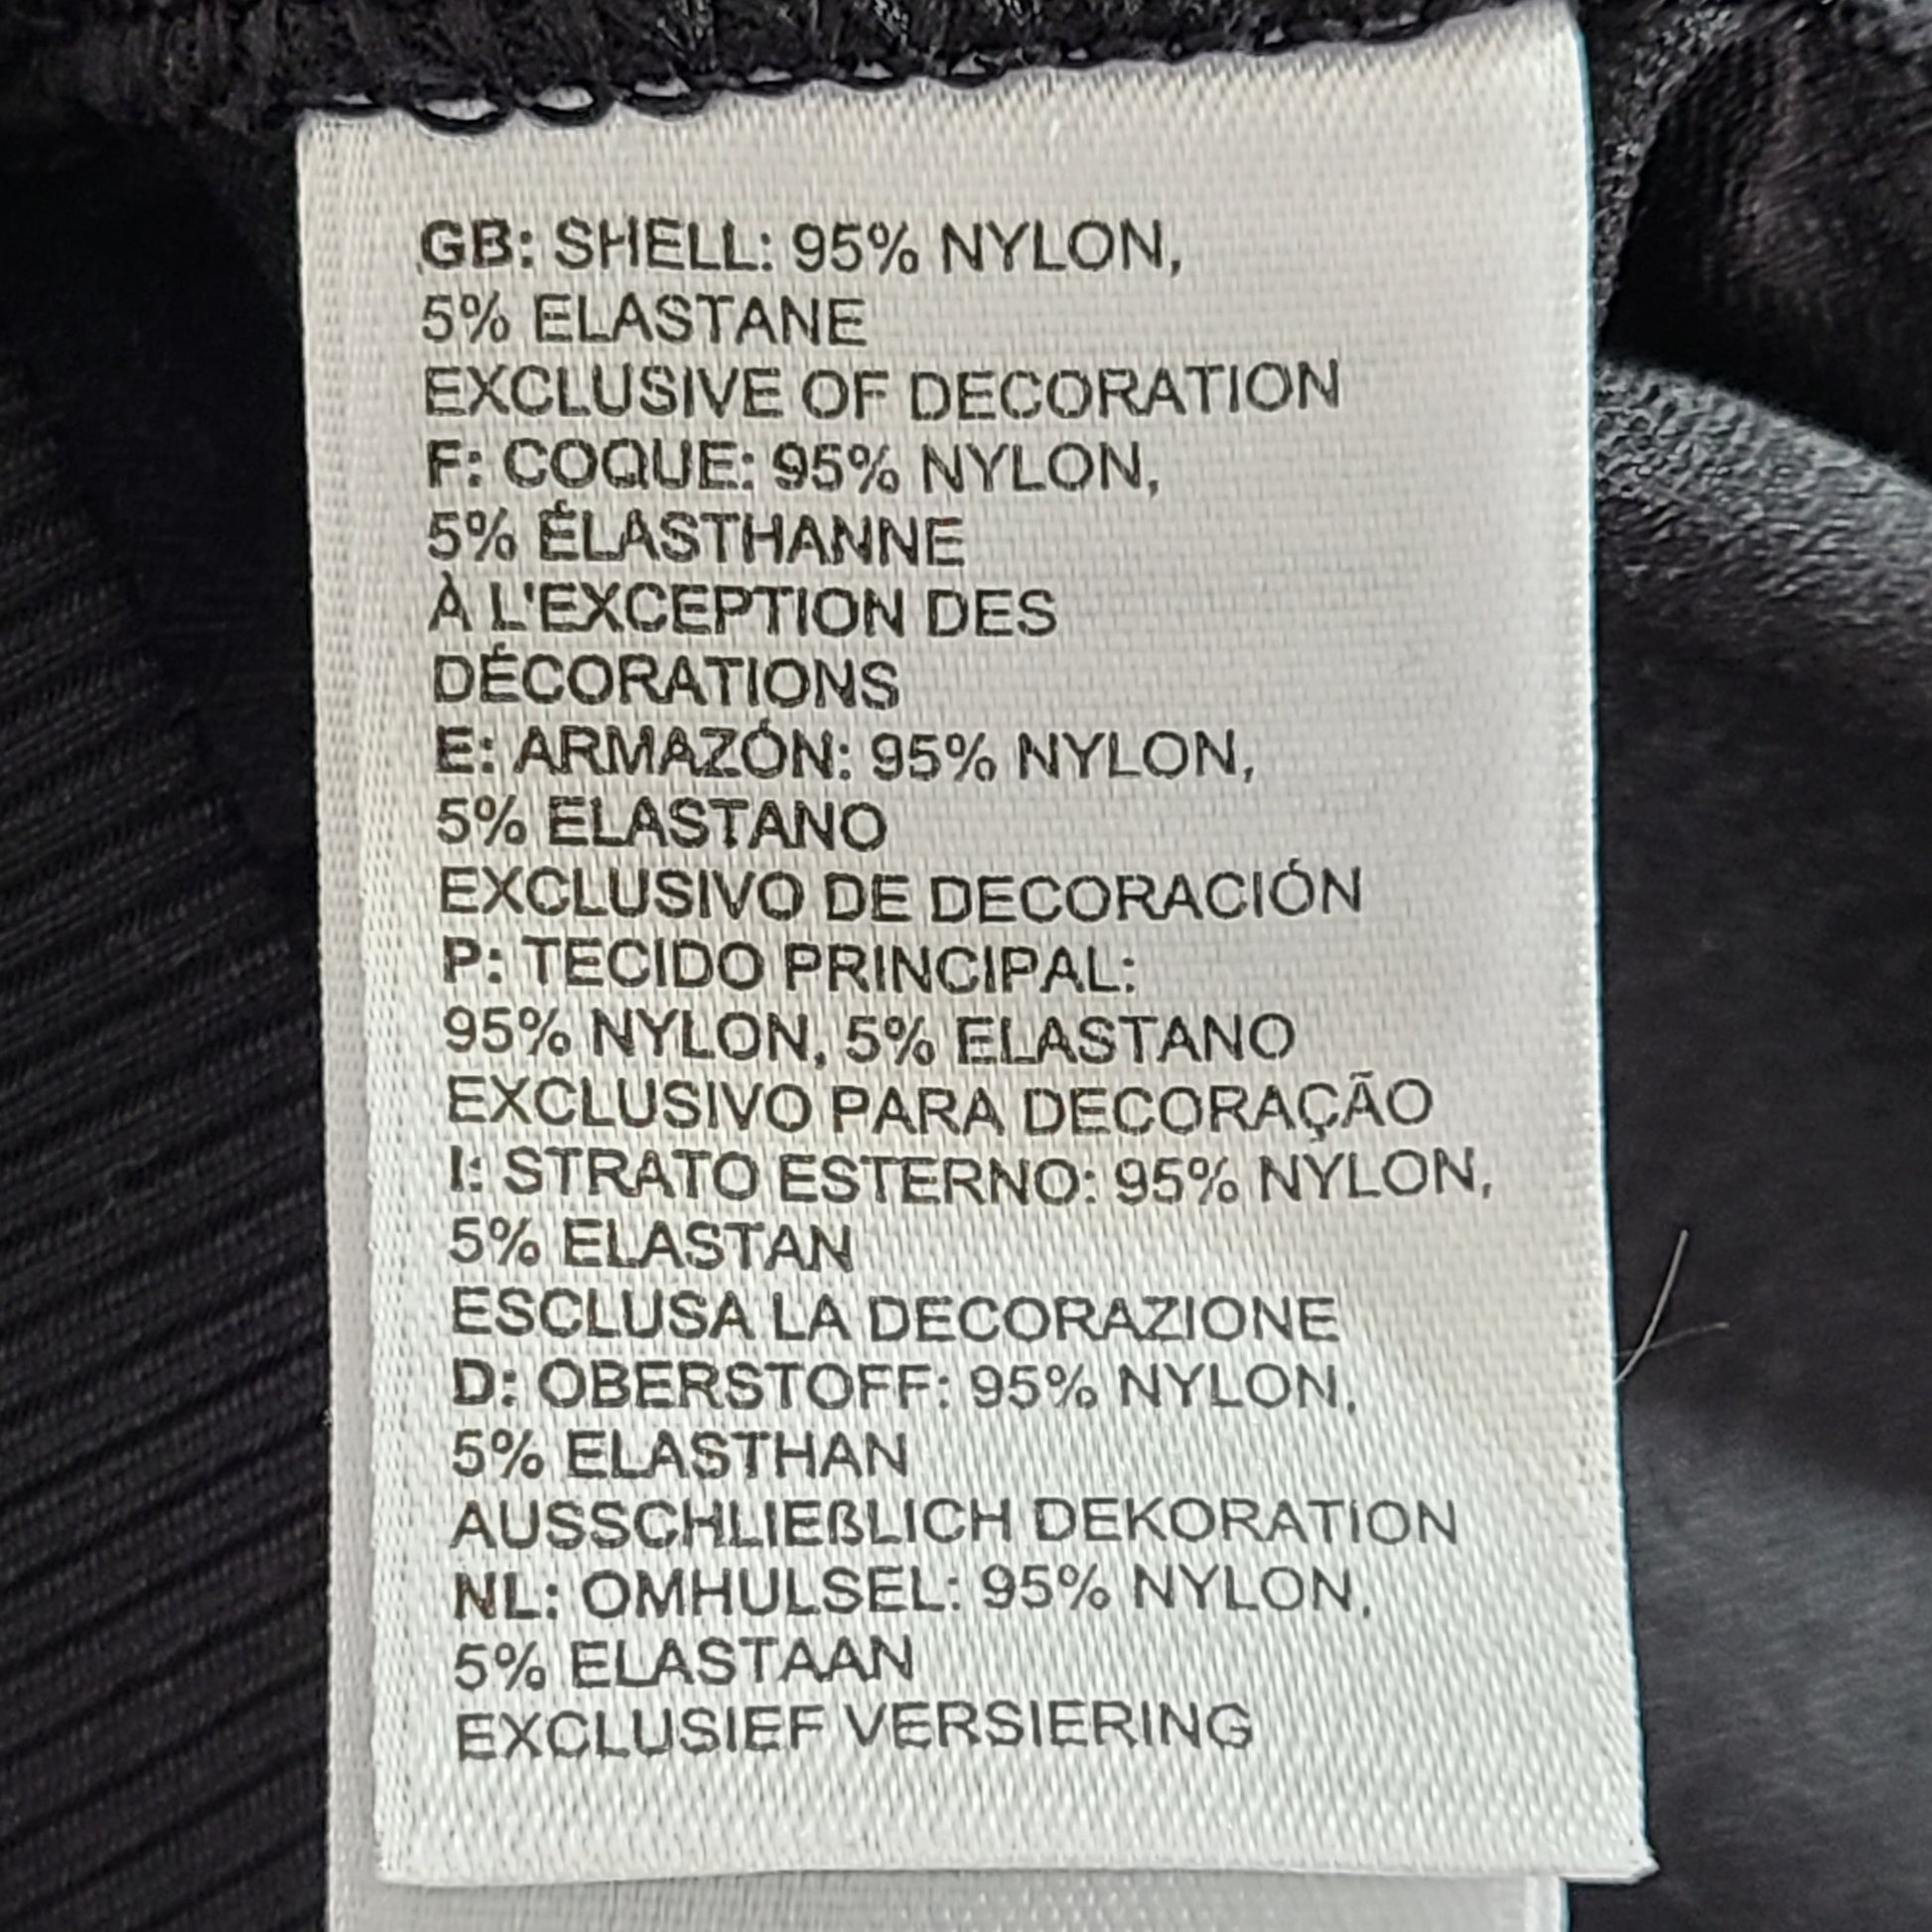 GB: SHELL: 95% NYLON,
5% ELASTANE
EXCLUSIVE OF DECORATION
F: COQUE: 95% NYLON,
5% ÉLASTHANNE
À L'EXCEPTION DES
DÉCORATIONS
E: ARMAZÓN: 95% NYLON,
5% ELASTANO
EXCLUSIVO DE DECORACIÓN
P: TECIDO PRINCIPAL:
95% NYLON, 5% ELASTANO
EXCLUSIVO PARA DECORAÇÃO
I: STRATO ESTERNO: 95% NYLON,
5% ELASTAN
ESCLUSA LA DECORAZIONE
D: OBERSTOFF: 95% NYLON,
5% ELASTHAN
AUSSCHLIEßLICH DEKORATION
NL: OMHULSEL: 95% NYLON,
5% ELASTAAN
EXCLUSIEF VERSIERING